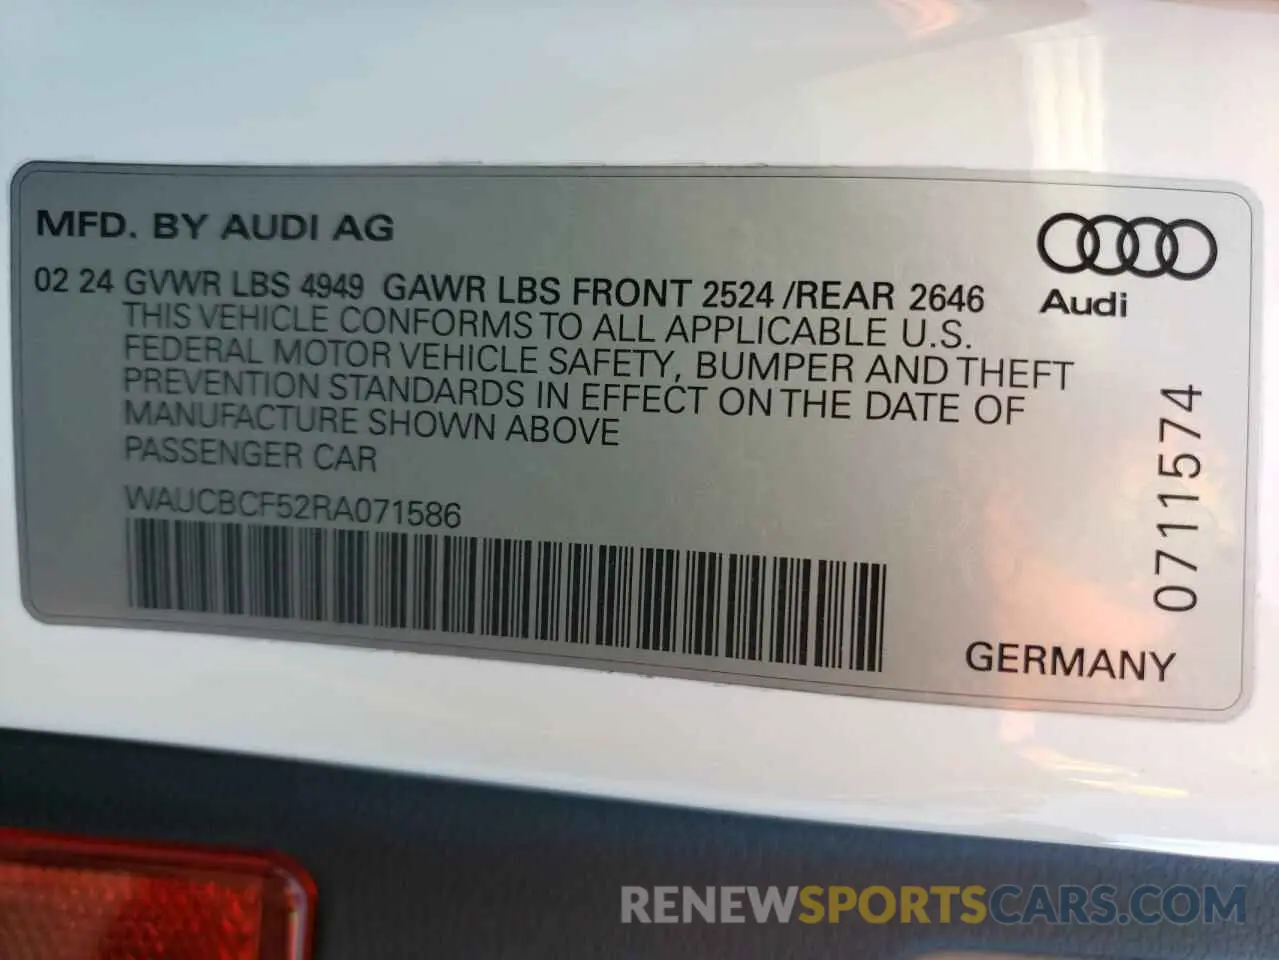 MFD. BY AUDI AG
02 24 GVWR LBS 4949 GAWR LBS FRONT 2524 /REAR 2646
THIS VEHICLE CONFORMS TO ALL APPLICABLE U.S.
FEDERAL MOTOR VEHICLE SAFETY, BUMPER AND THEFT
PREVENTION STANDARDS IN EFFECT ON THE DATE OF
MANUFACTURE SHOWN ABOVE
PASSENGER CAR
WAUCBCF52RA071586
Audi
0711574
GERMANY
RENEWSPORTSCARS.COM